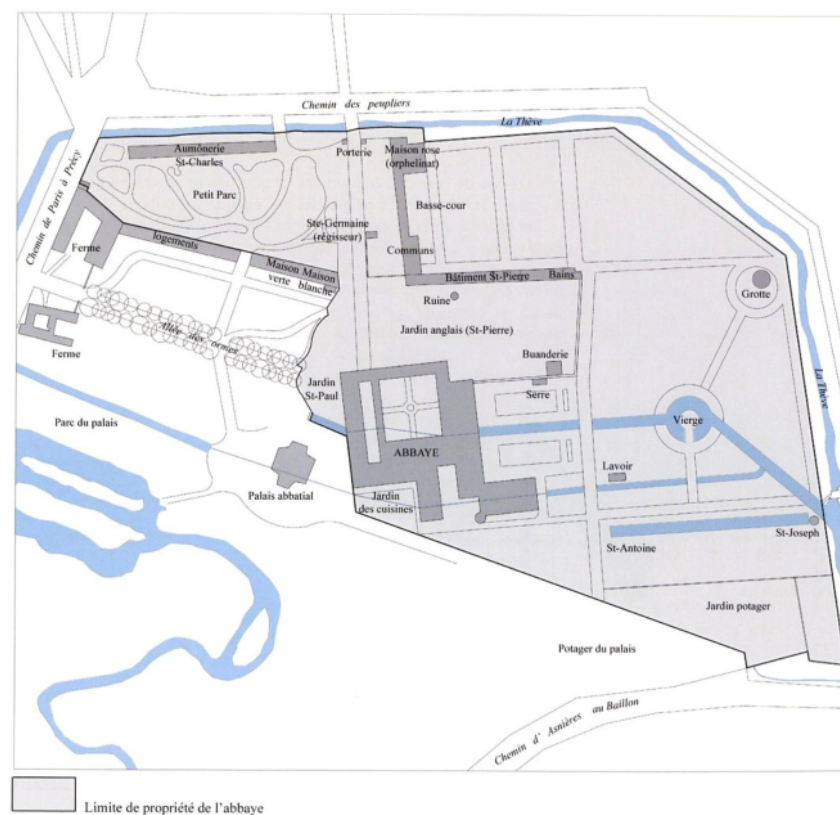 Chemin des peupliers
La Thève
Aumônerie
St-Charles
Porterie
Maison rose
(orphelinat)
Petit Parc
Basse-cour
Chemin de Paris à Précy
Ste-Germaine
(régisseur)
Ferme
logements
Communs
Maison Maison
verte blanche
Bâtiment St-Pierre
Bains
Ruine
Grotte
Allée des ormes
Jardin anglais (St-Pierre)
Ferme
Buanderie
La Thève
Jardin
St-Paul
Serre
Parc du palais
Vierge
ABBAYE
Lavoir
Palais abbatial
Jardin
des cuisines
St-Joseph
St-Antoine
Jardin potager
Potager du palais
Chemin d' Asnières au Baillon
Limite de propriété de l'abbaye